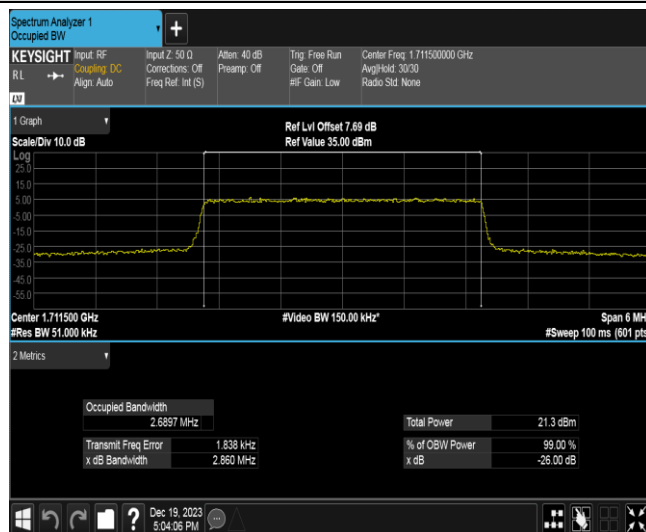 Spectrum Analyzer 1
Occupied BW
+
KEYSIGHT Input: RF Input Z: 50 Ω Atten: 40 dB Trig: Free Run Center Freq: 1.711500000 GHz
RL Coupling: DC Corrections: Off Preamp: Off Gate: Off Avg|Hold: 30/30
Align: Auto Freq Ref: Int (S) #IF Gain: Low Radio Std: None
LXI
1 Graph
Ref Lvl Offset 7.69 dB
Scale/Div 10.0 dB Ref Value 35.00 dBm
Log
25.0
15.0
5.00
-5.00
-15.0
-25.0
-35.0
-45.0
-55.0
Center 1.711500 GHz #Video BW 150.00 kHz* Span 6 MH
#Res BW 51.000 kHz #Sweep 100 ms (601 pts
2 Metrics
Occupied Bandwidth
2.6897 MHz Total Power 21.3 dBm
Transmit Freq Error 1.838 kHz % of OBW Power 99.00 %
x dB Bandwidth 2.860 MHz x dB -26.00 dB
? Dec 19, 2023
5:04:06 PM